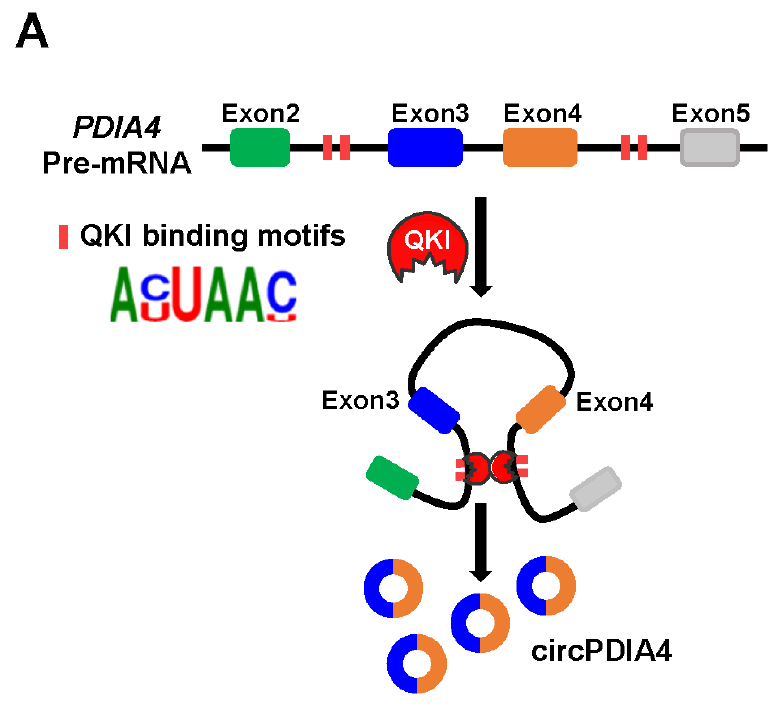 A
Exon2 Exon3 Exon4 Exon5
PDIA4
Pre-mRNA
QKI binding motifs
QKI
ACUAAC
U U
Exon3 Exon4
circPDIA4